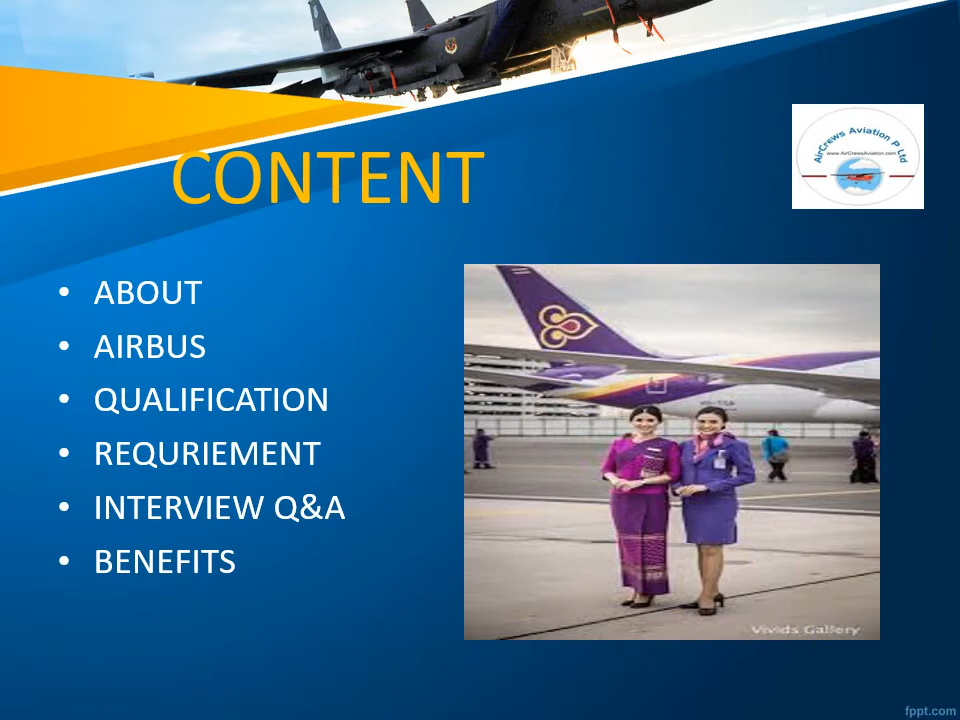 AirCrews Aviation P Ltd
www.AirCrewsAviation.com
CONTENT
• ABOUT
• AIRBUS
• QUALIFICATION
• REQURIEMENT
• INTERVIEW Q&A
• BENEFITS
Vivids Gallery
fppt.com